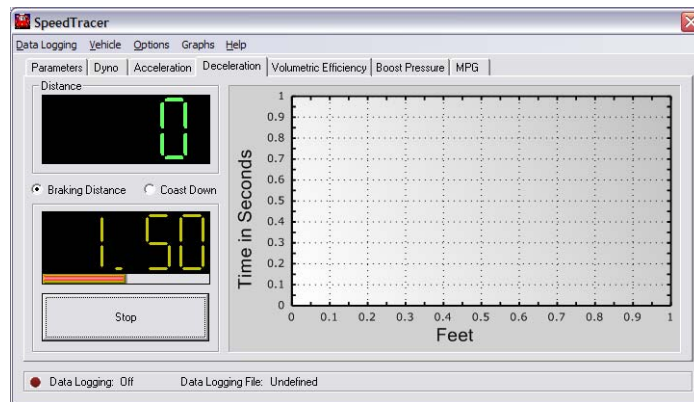 SpeedTracer
Data Logging Vehicle Options Graphs Help
Parameters Dyno Acceleration Deceleration Volumetric Efficiency Boost Pressure MPG
Distance
0
Braking Distance Coast Down
1.50
Stop
Time in Seconds
1
0.9
0.8
0.7
0.6
0.5
0.4
0.3
0.2
0.1
0
0 0.1 0.2 0.3 0.4 0.5 0.6 0.7 0.8 0.9 1
Feet
Data Logging: Off Data Logging File: Undefined